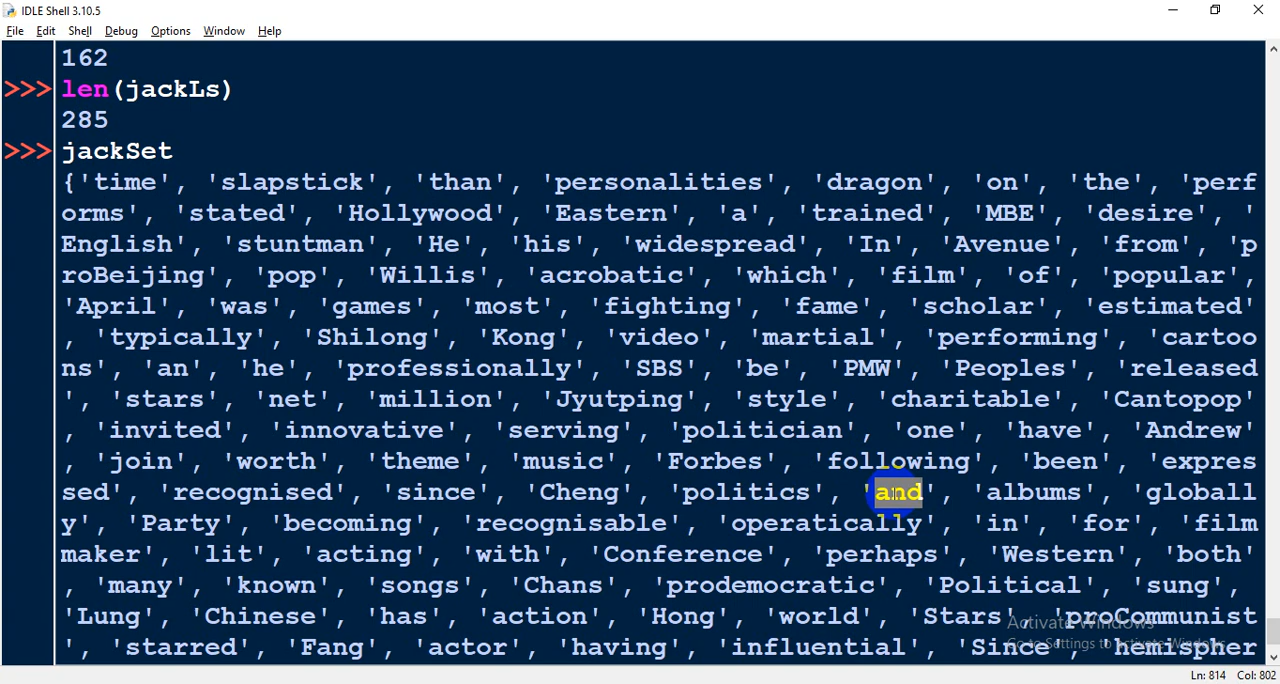 IDLE Shell 3.10.5
File Edit Shell Debug Options Window Help
162
>>> len(jackLs)
285
>>> jackSet
{'time', 'slapstick', 'than', 'personalities', 'dragon', 'on', 'the', 'perf
orms', 'stated', 'Hollywood', 'Eastern', 'a', 'trained', 'MBE', 'desire', '
English', 'stuntman', 'He', 'his', 'widespread', 'In', 'Avenue', 'from', 'p
roBeijing', 'pop', 'Willis', 'acrobatic', 'which', 'film', 'of', 'popular',
'April', 'was', 'games', 'most', 'fighting', 'fame', 'scholar', 'estimated'
, 'typically', 'Shilong', 'Kong', 'video', 'martial', 'performing', 'cartoo
ns', 'an', 'he', 'professionally', 'SBS', 'be', 'PMW', 'Peoples', 'released
', 'stars', 'net', 'million', 'Jyutping', 'style', 'charitable', 'Cantopop'
, 'invited', 'innovative', 'serving', 'politician', 'one', 'have', 'Andrew'
, 'join', 'worth', 'theme', 'music', 'Forbes', 'following', 'been', 'expres
sed', 'recognised', 'since', 'Cheng', 'politics', 'and', 'albums', 'globall
y', 'Party', 'becoming', 'recognisable', 'operatically', 'in', 'for', 'film
maker', 'lit', 'acting', 'with', 'Conference', 'perhaps', 'Western', 'both'
, 'many', 'known', 'songs', 'Chans', 'prodemocratic', 'Political', 'sung',
'Lung', 'Chinese', 'has', 'action', 'Hong', 'world', 'Stars', 'proCommunist
', 'starred', 'Fang', 'actor', 'having', 'influential', 'Since', 'hemispher
Activate Windows
Go to Settings to activate Windows.
Ln: 814 Col: 802